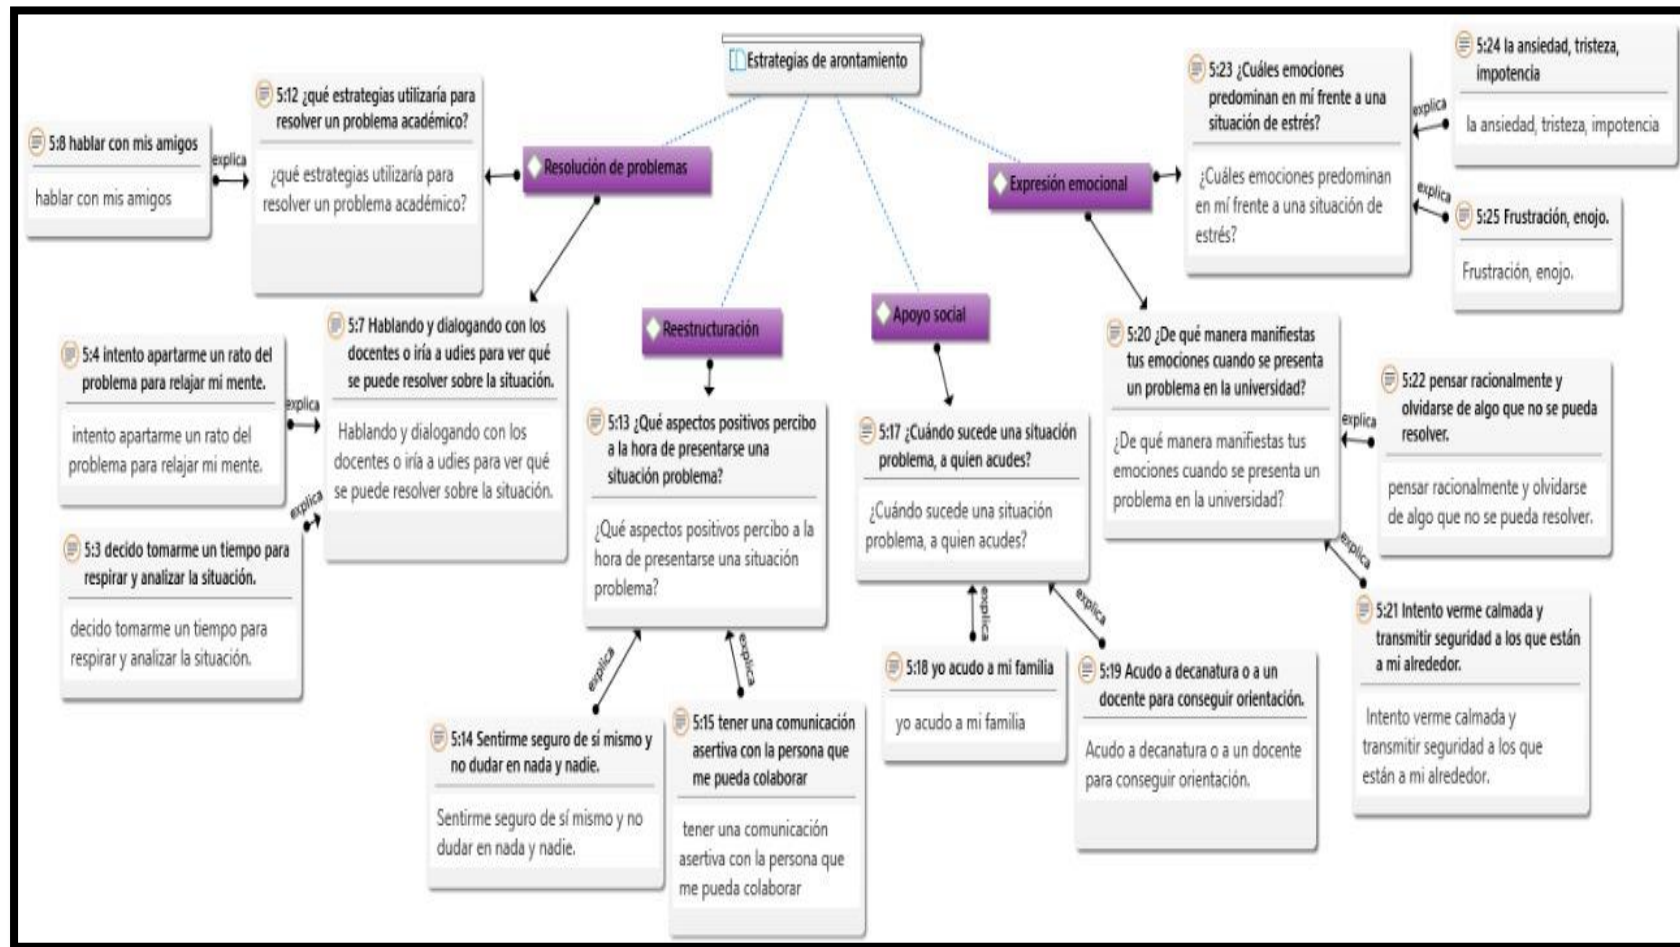 Estrategias de arontamiento
5:12 ¿qué estrategias utilizaría para
resolver un problema académico?
¿qué estrategias utilizaría para
resolver un problema académico?
5:8 hablar con mis amigos
hablar con mis amigos
explica
Resolución de problemas
5:7 Hablando y dialogando con los
docentes o iría a udies para ver qué
se puede resolver sobre la situación.
Hablando y dialogando con los
docentes o iría a udies para ver qué
se puede resolver sobre la situación.
5:4 intento apartarme un rato del
problema para relajar mi mente.
intento apartarme un rato del
problema para relajar mi mente.
explica
5:3 decido tomarme un tiempo para
respirar y analizar la situación.
decido tomarme un tiempo para
respirar y analizar la situación.
explica
Reestructuración
5:13 ¿Qué aspectos positivos percibo
a la hora de presentarse una
situación problema?
¿Qué aspectos positivos percibo a la
hora de presentarse una situación
problema?
explica
explica
5:14 Sentirme seguro de sí mismo y
no dudar en nada y nadie.
Sentirme seguro de sí mismo y no
dudar en nada y nadie.
5:15 tener una comunicación
asertiva con la persona que
me pueda colaborar
tener una comunicación
asertiva con la persona que
me pueda colaborar
Apoyo social
5:17 ¿Cuándo sucede una situación
problema, a quien acudes?
¿Cuándo sucede una situación
problema, a quien acudes?
explica
explica
5:18 yo acudo a mi familia
yo acudo a mi familia
5:19 Acudo a decanatura o a un
docente para conseguir orientación.
Acudo a decanatura o a un docente
para conseguir orientación.
Expresión emocional
5:23 ¿Cuáles emociones
predominan en mí frente a una
situación de estrés?
¿Cuáles emociones predominan
en mí frente a una situación de
estrés?
5:24 la ansiedad, tristeza,
impotencia
la ansiedad, tristeza, impotencia
explica
5:25 Frustración, enojo.
Frustración, enojo.
explica
5:20 ¿De qué manera manifiestas
tus emociones cuando se presenta
un problema en la universidad?
¿De qué manera manifiestas tus
emociones cuando se presenta un
problema en la universidad?
5:22 pensar racionalmente y
olvidarse de algo que no se pueda
resolver.
pensar racionalmente y olvidarse
de algo que no se pueda resolver.
explica
5:21 Intento verme calmada y
transmitir seguridad a los que están
a mi alrededor.
Intento verme calmada y
transmitir seguridad a los que
están a mi alrededor.
explica